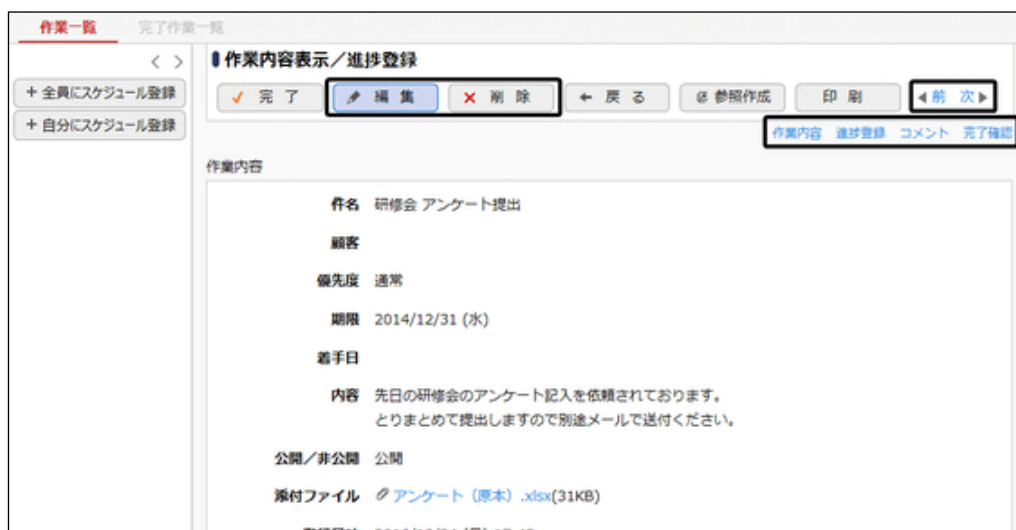 作業一覧 完了作業一覧
< >
+ 全員にスケジュール登録
+ 自分にスケジュール登録
作業内容表示／進捗登録
✓ 完了 編集 ×削除 ← 戻る 参照作成 印刷 ◀前 次▶
作業内容 進捗登録 コメント 完了確認
作業内容
件名 研修会 アンケート提出
顧客
優先度 通常
期限 2014/12/31 (水)
着手日
内容 先日の研修会のアンケート記入を依頼されております。
とりまとめて提出しますので別途メールで送付ください。
公開／非公開 公開
添付ファイル アンケート（原本）.xlsx(31KB)